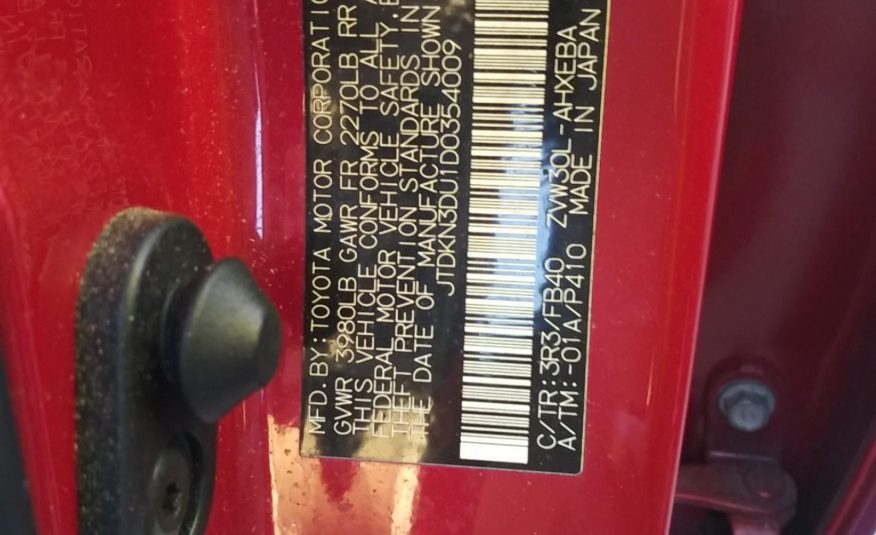 MFD. BY: TOYOTA MOTOR CORPORATIO
GVWR 3980LB GAWR FR 2270LB RR
THIS VEHICLE CONFORMS TO ALL
FEDERAL MOTOR VEHICLE SAFETY,
THEFT PREVENTION STANDARDS IN
THE DATE OF MANUFACTURE SHOWN
JTDKN3DU1D0354009
C/TR:3R3/FB40 ZVW30L-AHXEBA
A/TM:-01A/P410 MADE IN JAPAN